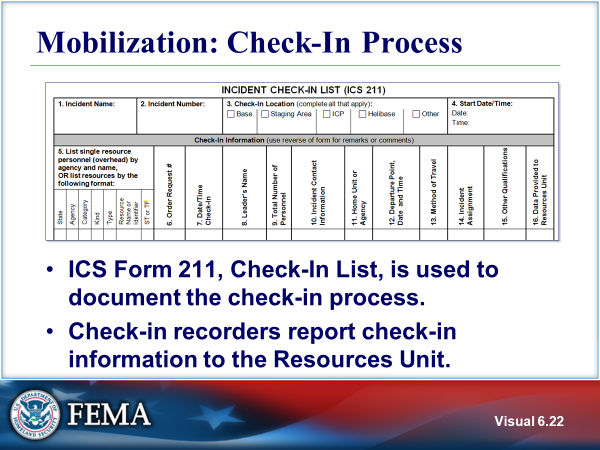 Mobilization: Check-In Process
INCIDENT CHECK-IN LIST (ICS 211)
1. Incident Name:
2. Incident Number:
3. Check-In Location (complete all that apply):
Base
Staging Area
ICP
Helibase
Other
4. Start Date/Time:
Date:
Time:
Check-In Information (use reverse of form for remarks or comments)
5. List single resource
personnel (overhead) by
agency and name,
OR list resources by the
following format:
State
Agency
Category
Kind
Type
Resource
Name or
Identifier
ST or TF
6. Order Request #
7. Date/Time
Check-In
8. Leader's Name
9. Total Number of
Personnel
10. Incident Contact
Information
11. Home Unit or
Agency
12. Departure Point,
Date and Time
13. Method of Travel
14. Incident
Assignment
15. Other Qualifications
16. Data Provided to
Resources Unit
• ICS Form 211, Check-In List, is used to
document the check-in process.
• Check-in recorders report check-in
information to the Resources Unit.
U.S. DEPARTMENT OF
HOMELAND SECURITY
FEMA
Visual 6.22